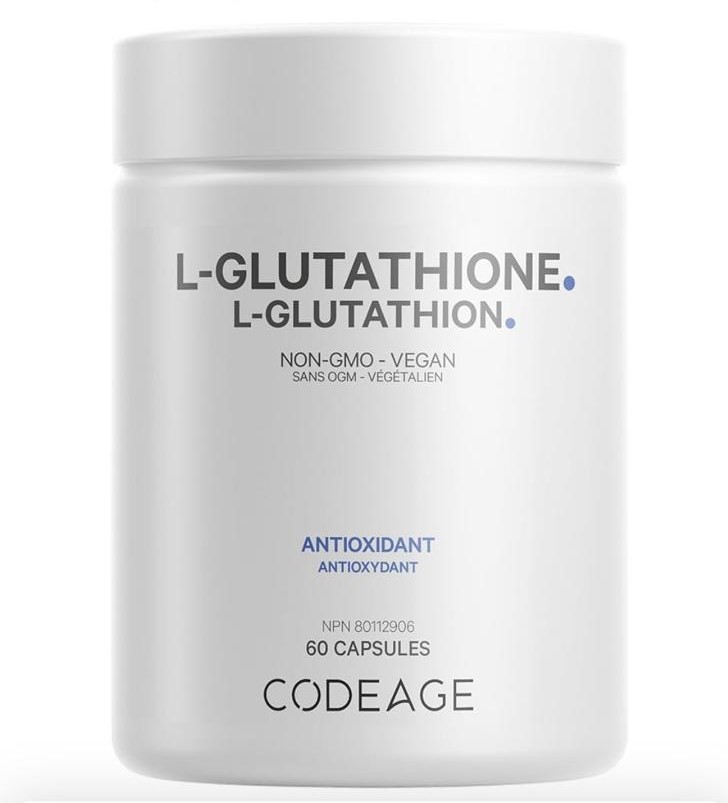 L-GLUTATHIONE.
L-GLUTATHION.
NON-GMO - VEGAN
SANS OGM - VÉGÉTALIEN
ANTIOXIDANT
ANTIOXYDANT
NPN 80112906
60 CAPSULES
CODEAGE